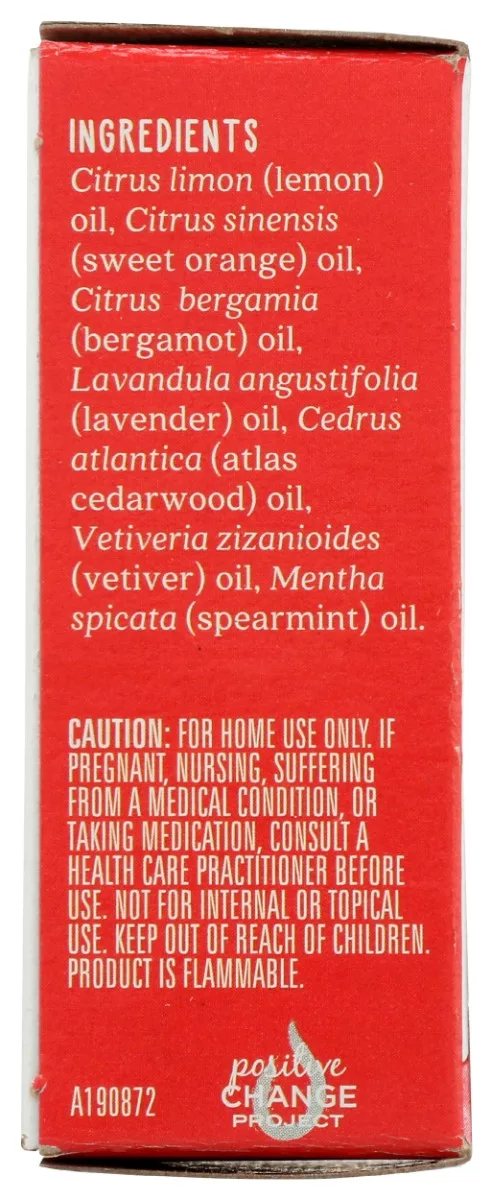 INGREDIENTS
Citrus limon (lemon)
oil, Citrus sinensis
(sweet orange) oil,
Citrus bergamia
(bergamot) oil,
Lavandula angustifolia
(lavender) oil, Cedrus
atlantica (atlas
cedarwood) oil,
Vetiveria zizanioides
(vetiver) oil, Mentha
spicata (spearmint) oil.
CAUTION: FOR HOME USE ONLY. IF
PREGNANT, NURSING, SUFFERING
FROM A MEDICAL CONDITION, OR
TAKING MEDICATION, CONSULT A
HEALTH CARE PRACTITIONER BEFORE
USE. NOT FOR INTERNAL OR TOPICAL
USE. KEEP OUT OF REACH OF CHILDREN.
PRODUCT IS FLAMMABLE.
A190872
positive
CHANGE
PROJECT